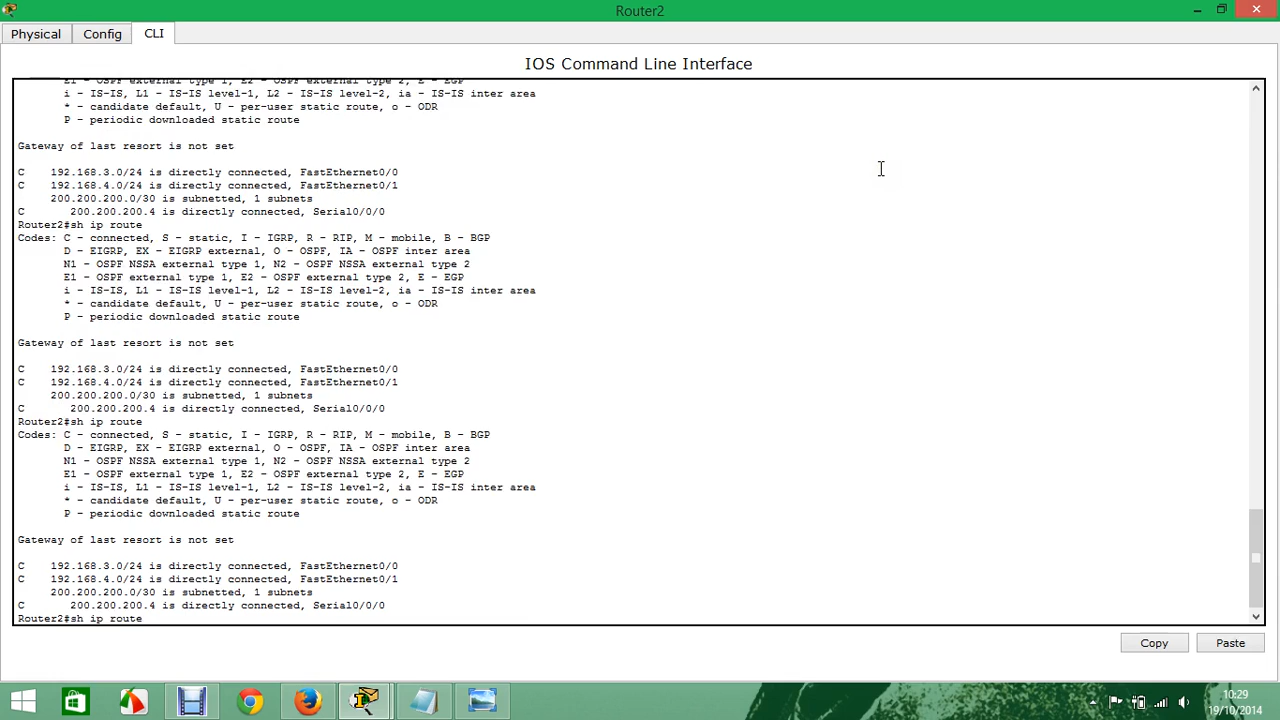 Router2
Physical Config CLI
IOS Command Line Interface
E1 - OSPF external type 1, E2 - OSPF external type 2, E - EGP
i - IS-IS, L1 - IS-IS level-1, L2 - IS-IS level-2, ia - IS-IS inter area
* - candidate default, U - per-user static route, o - ODR
P - periodic downloaded static route
Gateway of last resort is not set
C    192.168.3.0/24 is directly connected, FastEthernet0/0
C    192.168.4.0/24 is directly connected, FastEthernet0/1
200.200.200.0/30 is subnetted, 1 subnets
C       200.200.200.4 is directly connected, Serial0/0/0
Router2#sh ip route
Codes: C - connected, S - static, I - IGRP, R - RIP, M - mobile, B - BGP
D - EIGRP, EX - EIGRP external, O - OSPF, IA - OSPF inter area
N1 - OSPF NSSA external type 1, N2 - OSPF NSSA external type 2
E1 - OSPF external type 1, E2 - OSPF external type 2, E - EGP
i - IS-IS, L1 - IS-IS level-1, L2 - IS-IS level-2, ia - IS-IS inter area
* - candidate default, U - per-user static route, o - ODR
P - periodic downloaded static route
Gateway of last resort is not set
C    192.168.3.0/24 is directly connected, FastEthernet0/0
C    192.168.4.0/24 is directly connected, FastEthernet0/1
200.200.200.0/30 is subnetted, 1 subnets
C       200.200.200.4 is directly connected, Serial0/0/0
Router2#sh ip route
Codes: C - connected, S - static, I - IGRP, R - RIP, M - mobile, B - BGP
D - EIGRP, EX - EIGRP external, O - OSPF, IA - OSPF inter area
N1 - OSPF NSSA external type 1, N2 - OSPF NSSA external type 2
E1 - OSPF external type 1, E2 - OSPF external type 2, E - EGP
i - IS-IS, L1 - IS-IS level-1, L2 - IS-IS level-2, ia - IS-IS inter area
* - candidate default, U - per-user static route, o - ODR
P - periodic downloaded static route
Gateway of last resort is not set
C    192.168.3.0/24 is directly connected, FastEthernet0/0
C    192.168.4.0/24 is directly connected, FastEthernet0/1
200.200.200.0/30 is subnetted, 1 subnets
C       200.200.200.4 is directly connected, Serial0/0/0
Router2#sh ip route
Copy Paste
10:29
19/10/2014